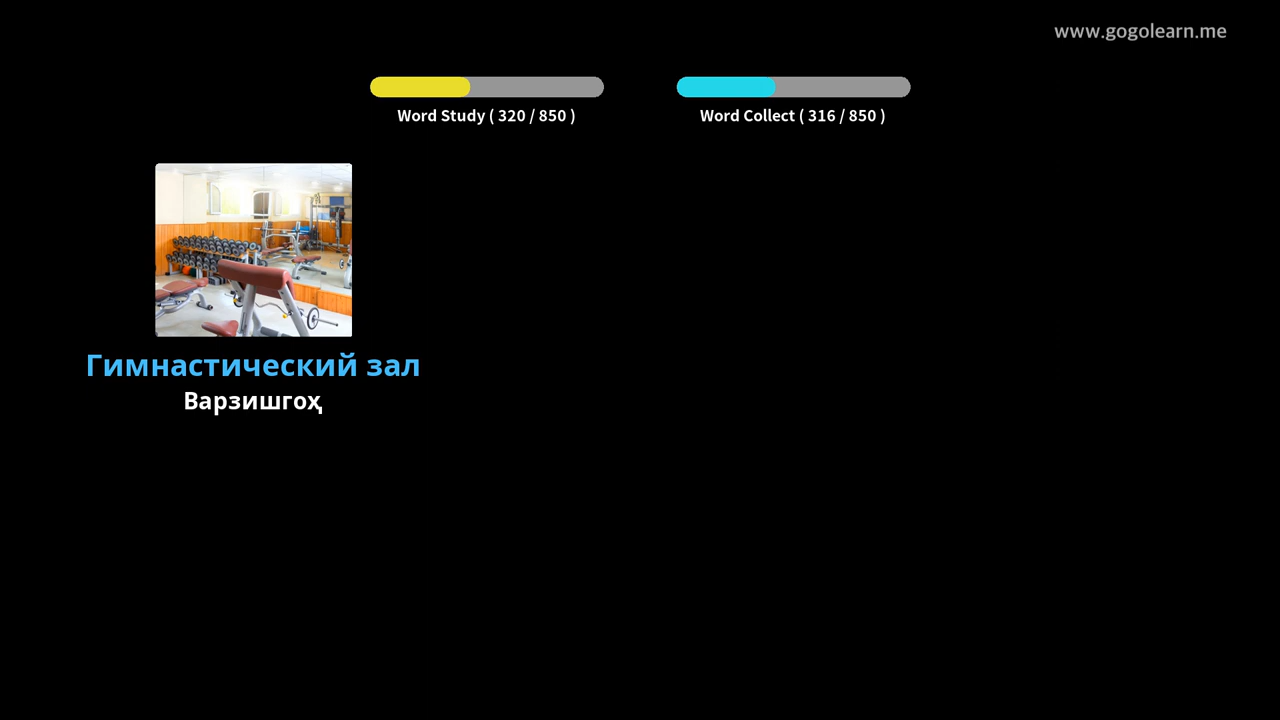 www.gogolearn.me
Word Study ( 320 / 850 )
Word Collect ( 316 / 850 )
Гимнастический зал
Варзишгоҳ